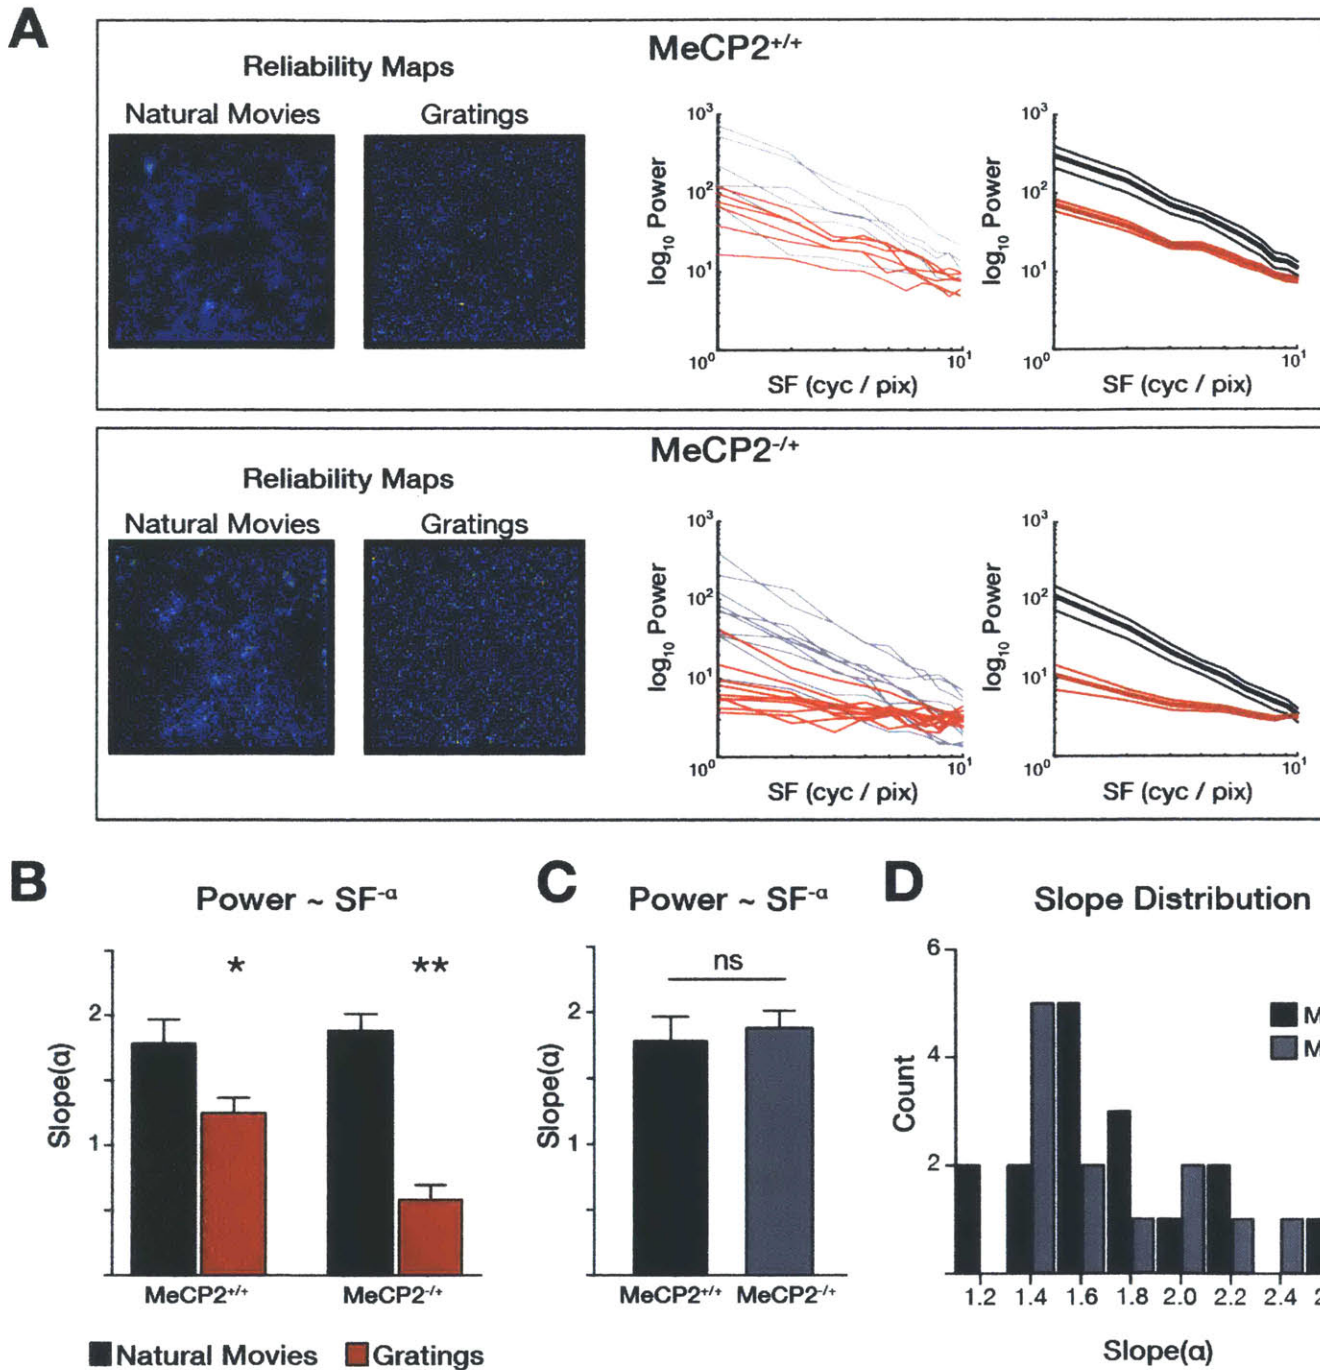 A
MeCP2+/+
Reliability Maps
Natural Movies Gratings
log10 Power
10³
10²
10¹
10⁰
10¹
SF (cyc / pix)
log10 Power
10³
10²
10¹
10⁰
10¹
SF (cyc / pix)
MeCP2-/+
Reliability Maps
Natural Movies Gratings
log10 Power
10³
10²
10¹
10⁰
10¹
SF (cyc / pix)
log10 Power
10³
10²
10¹
10⁰
10¹
SF (cyc / pix)
B
Power ~ SF-α
Slope(α)
2
1
*
**
MeCP2+/+ MeCP2-/+
Natural Movies Gratings
C
Power ~ SF-α
Slope(α)
2
1
ns
MeCP2+/+ MeCP2-/+
D
Slope Distribution
Count
6
4
2
M
M
1.2 1.4 1.6 1.8 2.0 2.2 2.4 2
Slope(α)